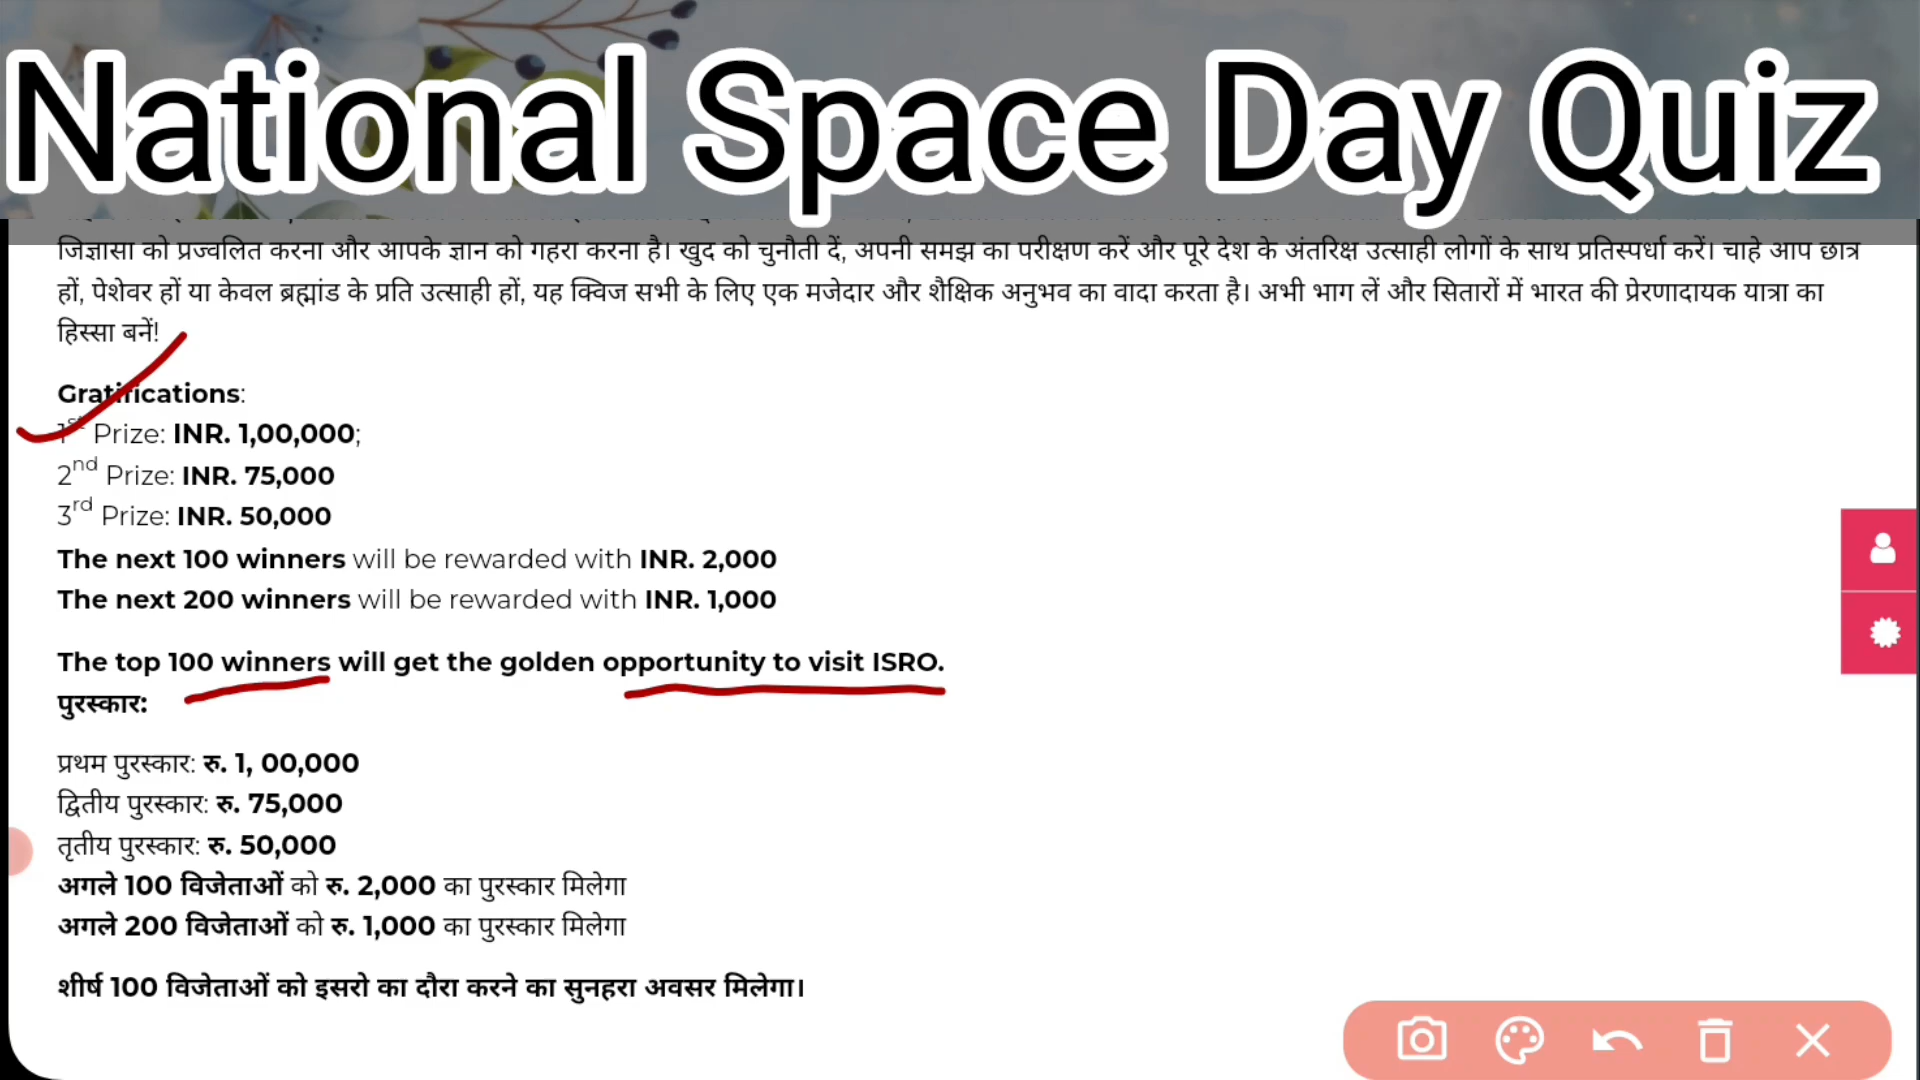 National Space Day Quiz
जिज्ञासा को प्रज्वलित करना और आपके ज्ञान को गहरा करना है। खुद को चुनौती दें, अपनी समझ का परीक्षण करें और पूरे देश के अंतरिक्ष उत्साही लोगों के साथ प्रतिस्पर्धा करें। चाहे आप छात्र
हों, पेशेवर हों या केवल ब्रह्मांड के प्रति उत्साही हों, यह क्विज सभी के लिए एक मजेदार और शैक्षिक अनुभव का वादा करता है। अभी भाग लें और सितारों में भारत की प्रेरणादायक यात्रा का
हिस्सा बनें!
Gratifications:
1st Prize: INR. 1,00,000;
2nd Prize: INR. 75,000
3rd Prize: INR. 50,000
The next 100 winners will be rewarded with INR. 2,000
The next 200 winners will be rewarded with INR. 1,000
The top 100 winners will get the golden opportunity to visit ISRO.
पुरस्कार:
प्रथम पुरस्कार: रु. 1, 00,000
द्वितीय पुरस्कार: रु. 75,000
तृतीय पुरस्कार: रु. 50,000
अगले 100 विजेताओं को रु. 2,000 का पुरस्कार मिलेगा
अगले 200 विजेताओं को रु. 1,000 का पुरस्कार मिलेगा
शीर्ष 100 विजेताओं को इसरो का दौरा करने का सुनहरा अवसर मिलेगा।